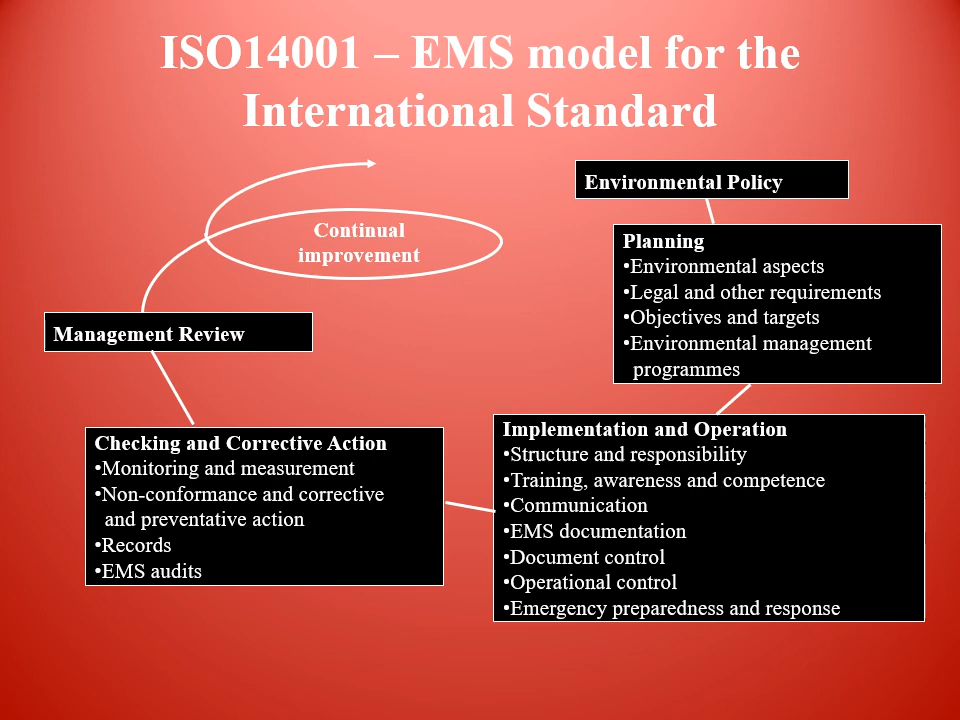 ISO14001 – EMS model for the
International Standard
Environmental Policy
Planning
•Environmental aspects
•Legal and other requirements
•Objectives and targets
•Environmental management
programmes
Implementation and Operation
•Structure and responsibility
•Training, awareness and competence
•Communication
•EMS documentation
•Document control
•Operational control
•Emergency preparedness and response
Checking and Corrective Action
•Monitoring and measurement
•Non-conformance and corrective
and preventative action
•Records
•EMS audits
Management Review
Continual
improvement